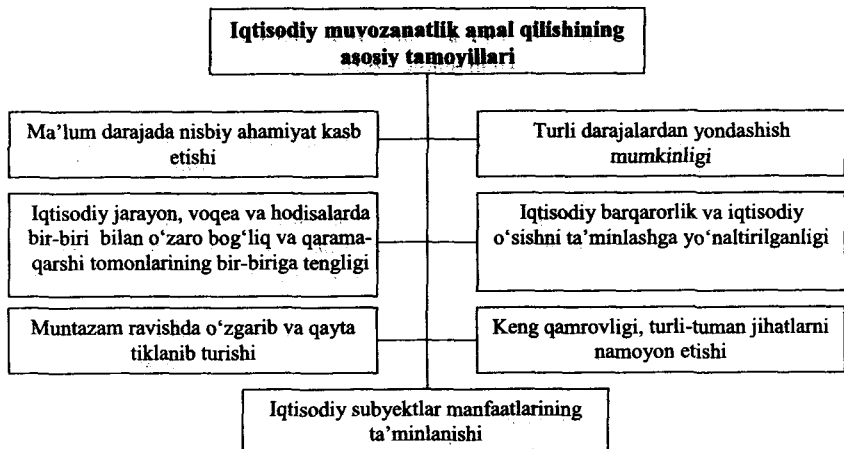 Iqtisodiy muvozanatlik amal qilishining
asosiy tamoyillari
Ma’lum darajada nisbiy ahamiyat kasb
etishi
Turli darajalardan yondashish
mumkinligi
Iqtisodiy jarayon, voqea va hodisalarda
bir-biri bilan o‘zaro bog‘liq va qarama-
qarshi tomonlarining bir-biriga tengligi
Iqtisodiy barqarorlik va iqtisodiy
o‘sishni ta’minlashga yo‘naltirilganligi
Muntazam ravishda o‘zgarib va qayta
tiklanib turishi
Keng qamrovligi, turli-tuman jihatlarni
namoyon etishi
Iqtisodiy subyektlar manfaatlarining
ta’minlanishi